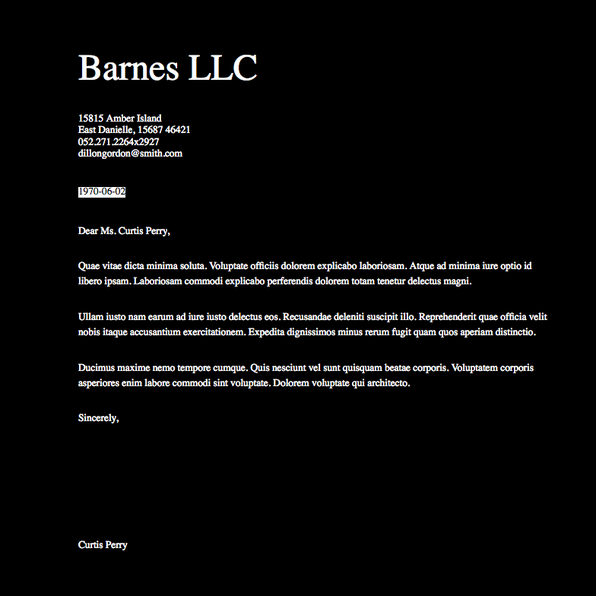 Barnes LLC
15815 Amber Island
East Danielle, 15687 46421
052.271.2264x2927
dillongordon@smith.com
1970-06-02
Dear Ms. Curtis Perry,
Quae vitae dicta minima soluta. Voluptate officiis dolorem explicabo laboriosam. Atque ad minima iure optio id
libero ipsam. Laboriosam commodi explicabo perferendis dolorem totam tenetur delectus magni.
Ullam iusto nam earum ad iure iusto delectus eos. Recusandae deleniti suscipit illo. Reprehenderit quae officia velit
nobis itaque accusantium exercitationem. Expedita dignissimos minus rerum fugit quam quos aperiam distinctio.
Ducimus maxime nemo tempore cumque. Quis nesciunt vel sunt quisquam beatae corporis. Voluptatem corporis
asperiores enim labore commodi sint voluptate. Dolorem voluptate qui architecto.
Sincerely,
Curtis Perry